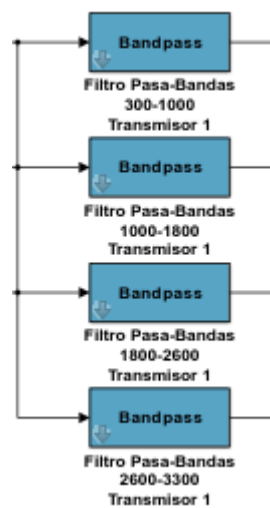 Bandpass
Filtro Pasa-Bandas
300-1000
Transmisor 1
Bandpass
Filtro Pasa-Bandas
1000-1800
Transmisor 1
Bandpass
Filtro Pasa-Bandas
1800-2600
Transmisor 1
Bandpass
Filtro Pasa-Bandas
2600-3300
Transmisor 1